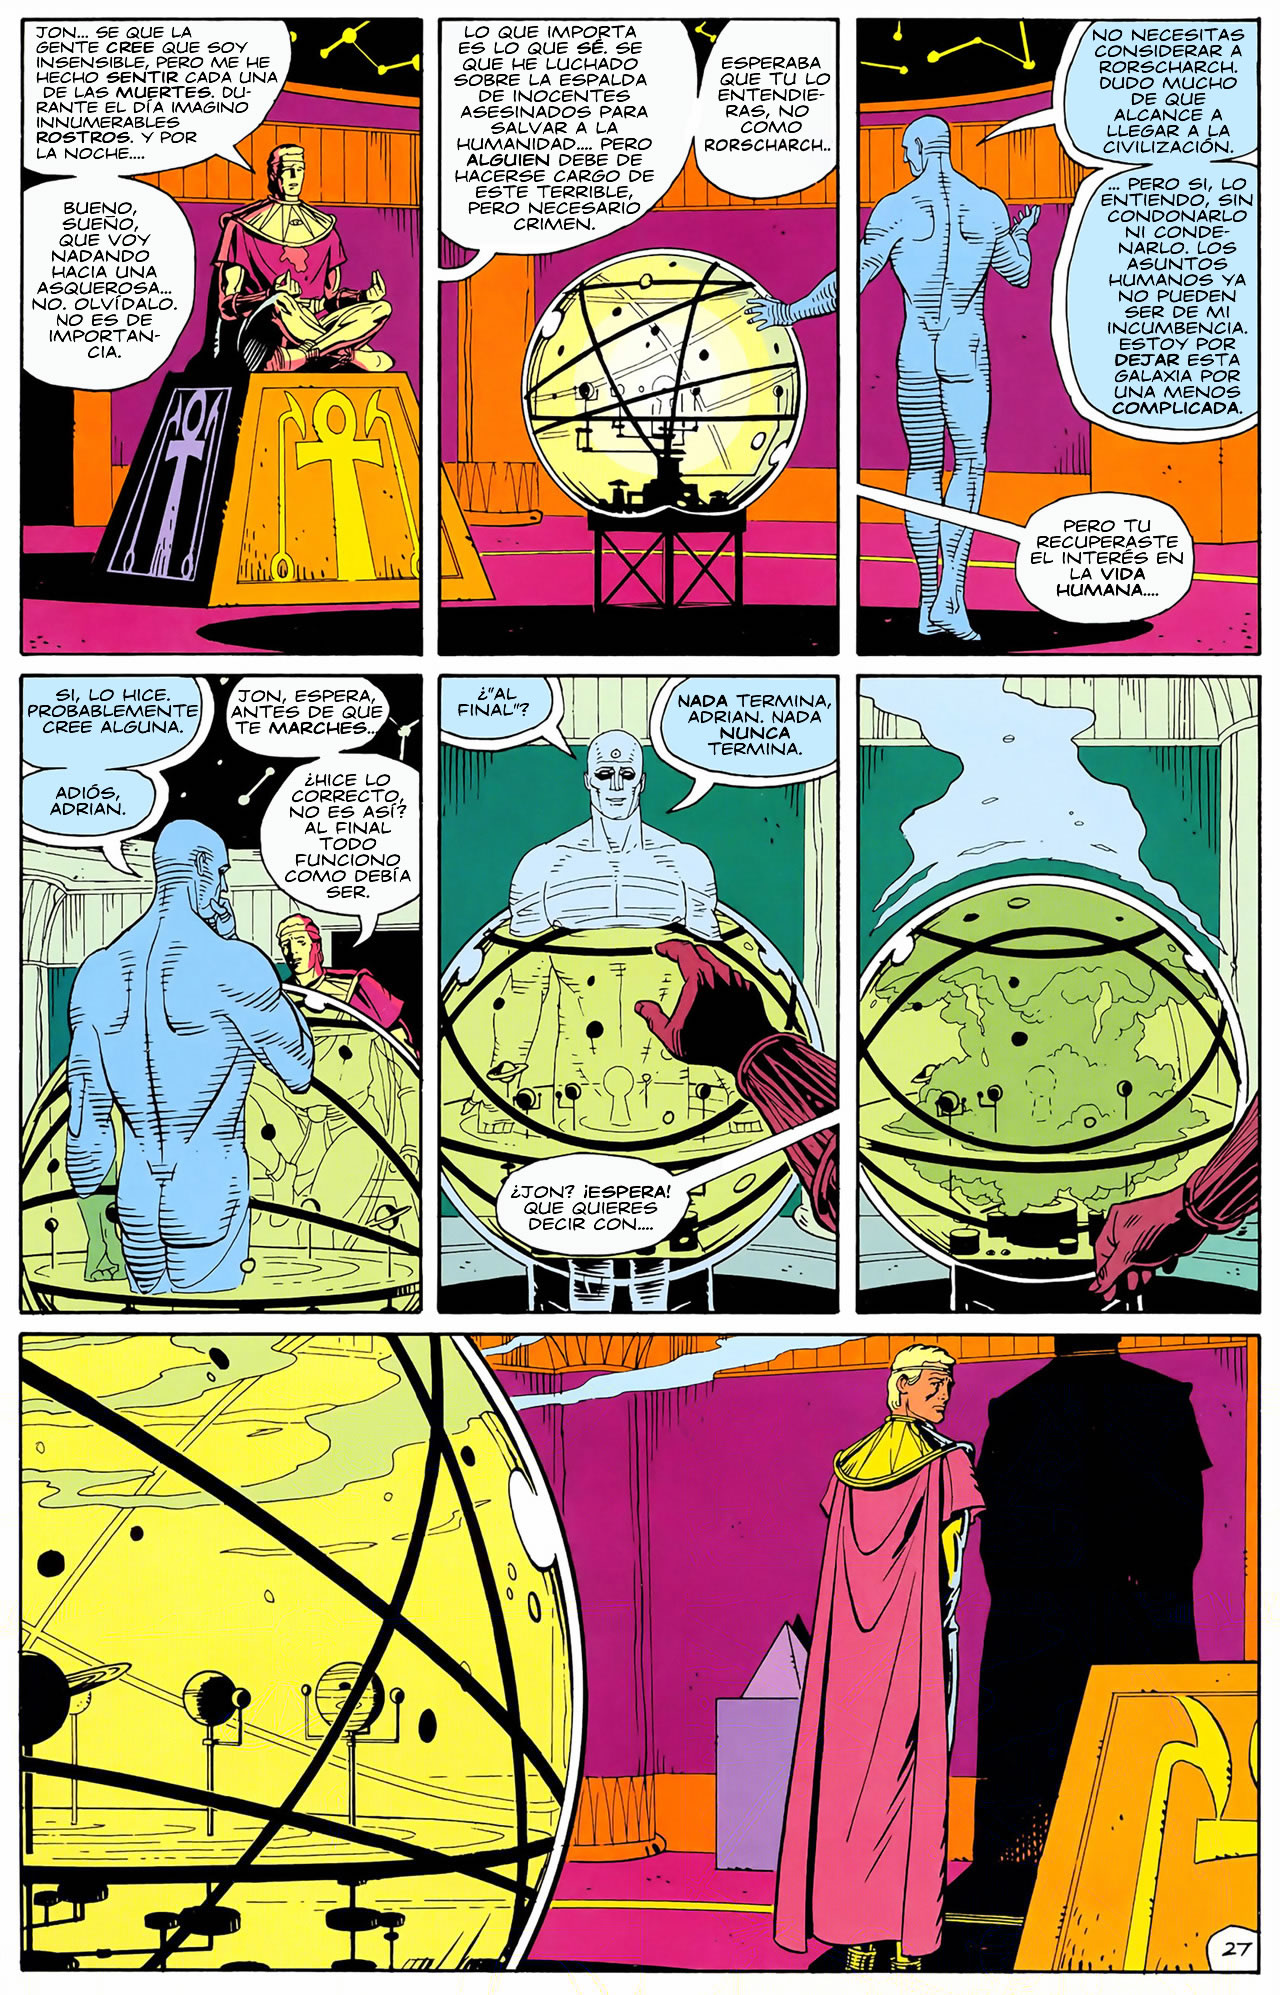 JON... SE QUE LA
GENTE CREE QUE SOY
INSENSIBLE, PERO ME HE
HECHO SENTIR CADA UNA
DE LAS MUERTES. DU-
RANTE EL DÍA IMAGINO
INNUMERABLES
ROSTROS. Y POR
LA NOCHE....
BUENO,
SUEÑO,
QUE VOY
NADANDO
HACIA UNA
ASQUEROSA...
NO. OLVÍDALO.
NO ES DE
IMPORTAN-
CIA.
LO QUE IMPORTA
ES LO QUE SÉ. SE
QUE HE LUCHADO
SOBRE LA ESPALDA
DE INOCENTES
ASESINADOS PARA
SALVAR A LA
HUMANIDAD.... PERO
ALGUIEN DEBE DE
HACERSE CARGO DE
ESTE TERRIBLE,
PERO NECESARIO
CRIMEN.
ESPERABA
QUE TU LO
ENTENDIE-
RAS, NO
COMO
RORSCHARCH..
NO NECESITAS
CONSIDERAR A
RORSCHARCH.
DUDO MUCHO
DE QUE
ALCANCE A
LLEGAR A LA
CIVILIZACIÓN.
... PERO SI, LO
ENTIENDO, SIN
CONDONARLO
NI CONDE-
NARLO. LOS
ASUNTOS
HUMANOS YA
NO PUEDEN
SER DE MI
INCUMBENCIA.
ESTOY POR
DEJAR ESTA
GALAXIA POR
UNA MENOS
COMPLICADA.
PERO TU
RECUPERASTE
EL INTERÉS EN
LA VIDA
HUMANA....
SI, LO HICE.
PROBABLEMENTE
CREE ALGUNA.
ADIÓS,
ADRIAN.
JON, ESPERA,
ANTES DE QUE
TE MARCHES...
¿HICE LO
CORRECTO,
NO ES ASÍ?
AL FINAL
TODO
FUNCIONO
COMO DEBÍA
SER.
¿"AL
FINAL"?
NADA TERMINA,
ADRIAN. NADA
NUNCA
TERMINA.
¿JON? ¡ESPERA!
QUE QUIERES
DECIR CON....
27